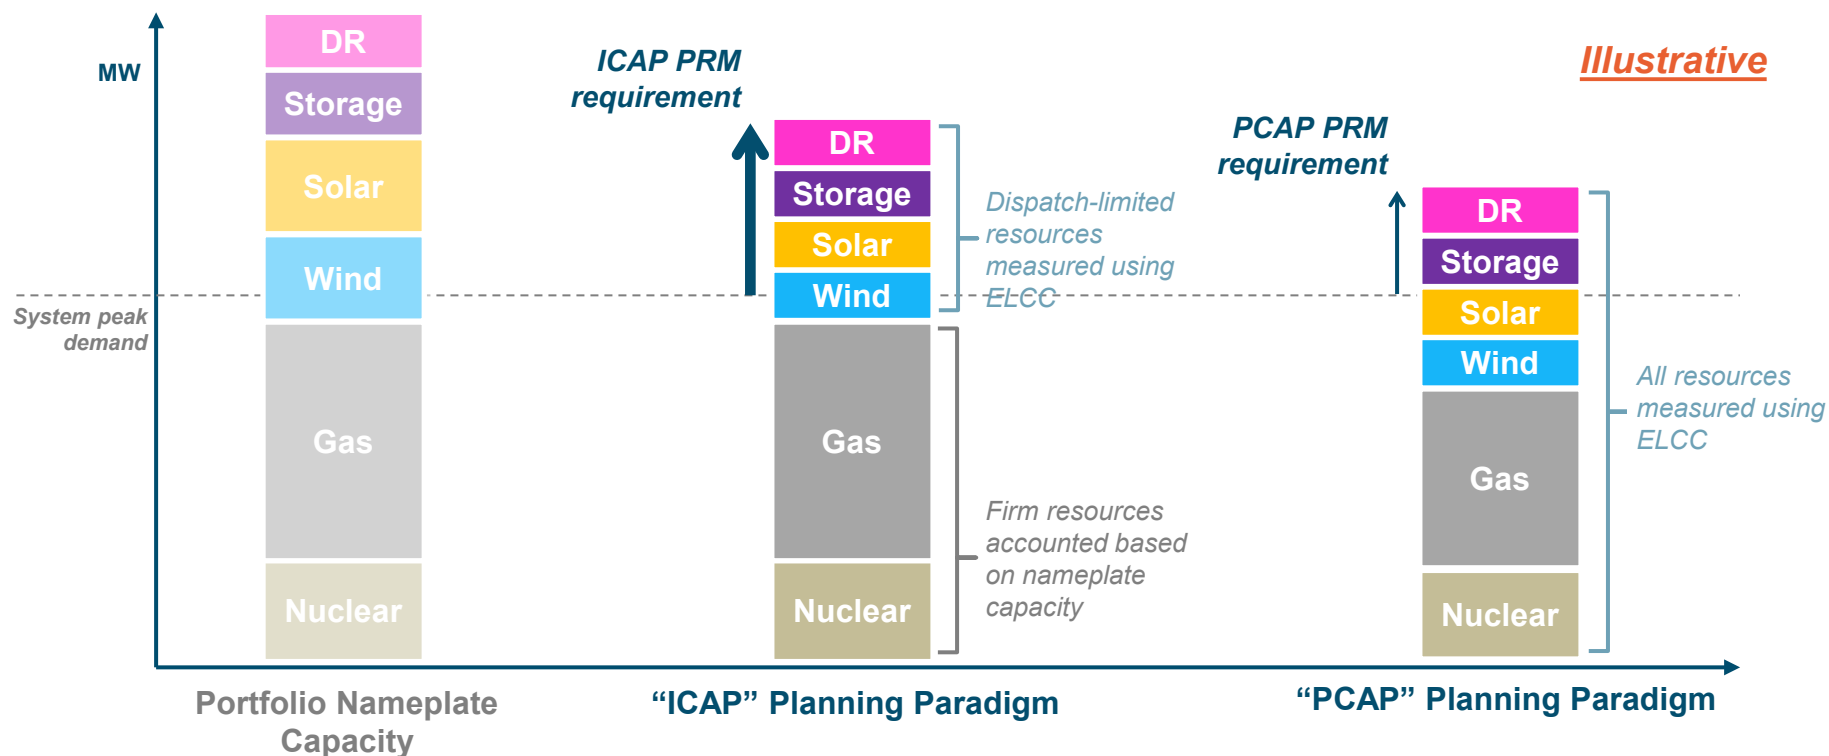 MW
System peak
demand
DR
Storage
Solar
Wind
Gas
Nuclear
Portfolio Nameplate
Capacity
ICAP PRM
requirement
DR
Storage
Solar
Wind
Gas
Nuclear
Dispatch-limited
resources
measured using
ELCC
Firm resources
accounted based
on nameplate
capacity
“ICAP” Planning Paradigm
Illustrative
PCAP PRM
requirement
DR
Storage
Solar
Wind
Gas
Nuclear
All resources
measured using
ELCC
“PCAP” Planning Paradigm